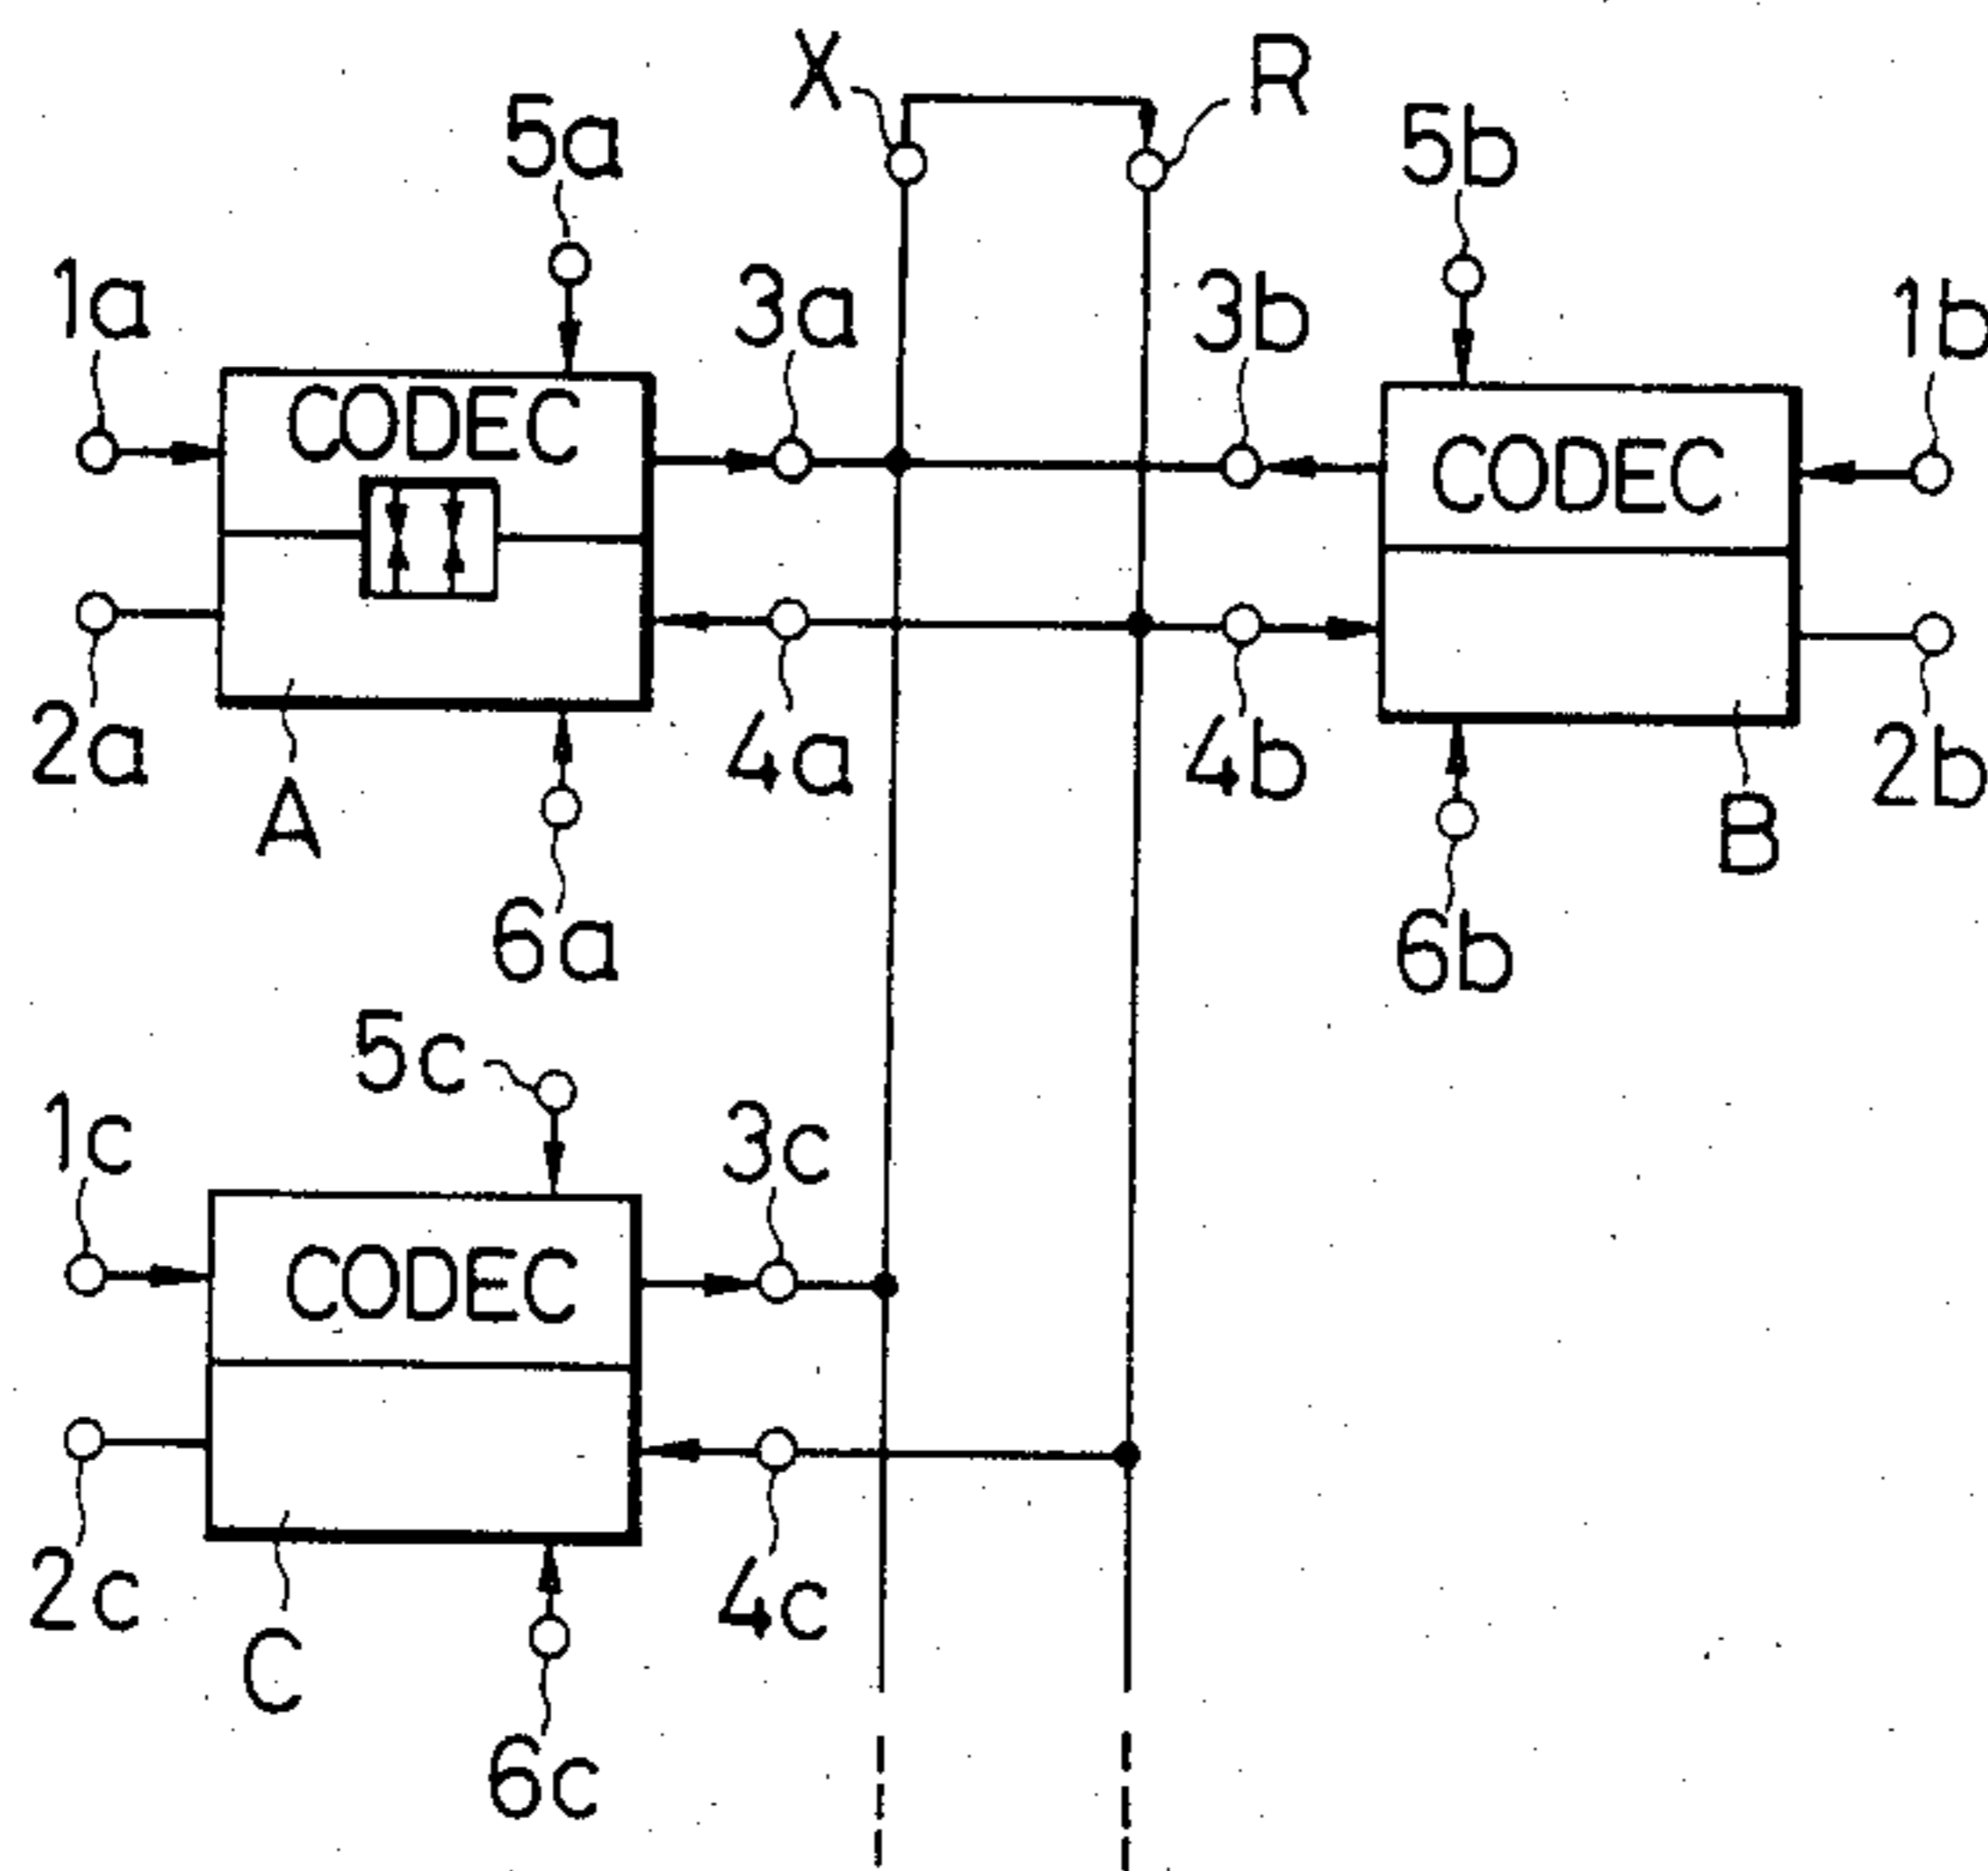 X R
5a 5b
1a 3a 3b 1b
CODEC CODEC
2a 4a 4b 2b
A B
6a 6b
5c
1c 3c
CODEC
2c 4c
C
6c